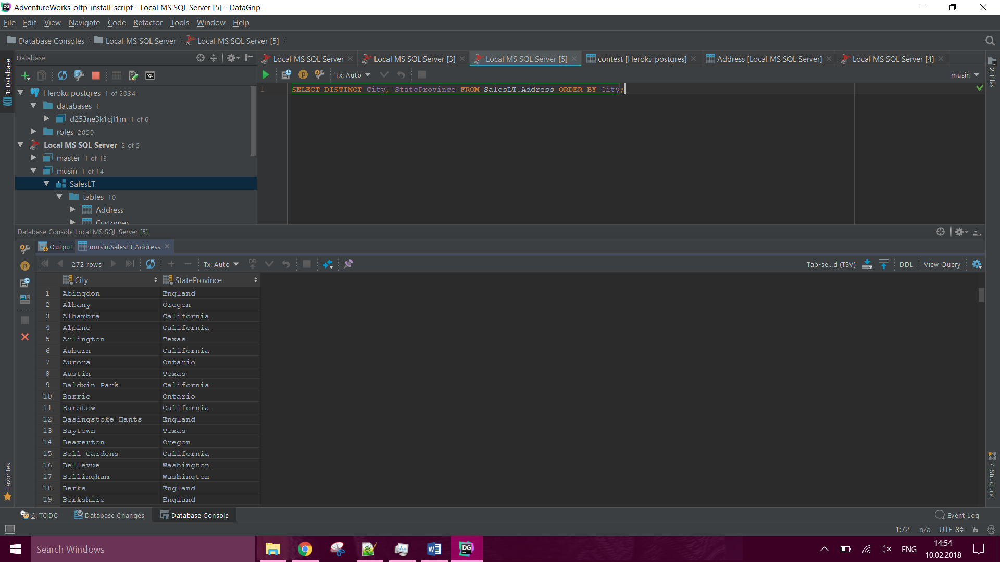 AdventureWorks-oltp-install-script - Local MS SQL Server [5] - DataGrip
File Edit View Navigate Code Refactor Tools Window Help
Database Consoles Local MS SQL Server Local MS SQL Server [5]
1: Database
Database
Local MS SQL Server Local MS SQL Server [3] Local MS SQL Server [5] contest [Heroku postgres] Address [Local MS SQL Server] Local MS SQL Server [4]
2: Files
Tx: Auto musin
1 SELECT DISTINCT City, StateProvince FROM SalesLT.Address ORDER BY City;
Heroku postgres 1 of 2034
databases 1
d253ne3k1cjl1m 1 of 6
roles 2050
Local MS SQL Server 2 of 5
master 1 of 13
musin 1 of 14
SalesLT
tables 10
Address
Customer
Database Console Local MS SQL Server [5]
Output musin.SalesLT.Address
272 rows Tx: Auto DB Tab-se...d (TSV) DDL View Query
City StateProvince
1 Abingdon England
2 Albany Oregon
3 Alhambra California
4 Alpine California
5 Arlington Texas
6 Auburn California
7 Aurora Ontario
8 Austin Texas
9 Baldwin Park California
10 Barrie Ontario
11 Barstow California
12 Basingstoke Hants England
13 Baytown Texas
14 Beaverton Oregon
15 Bell Gardens California
16 Bellevue Washington
17 Bellingham Washington
18 Berks England
19 Berkshire England
Favorites
7: Structure
6: TODO Database Changes Database Console Event Log
1:72 n/a UTF-8
Search Windows
DG
ENG
14:54
10.02.2018